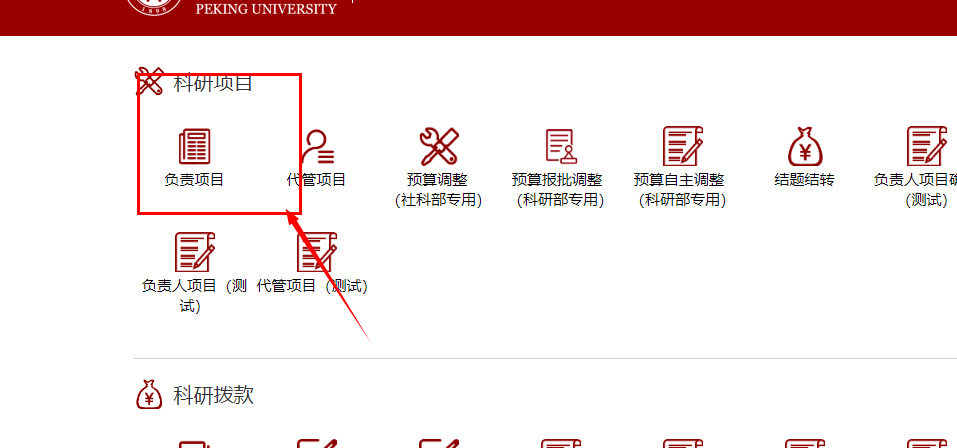 1898
PEKING UNIVERSITY
科研项目
负责项目
代管项目
预算调整
(社科部专用)
预算报批调整
(科研部专用)
预算自主调整
(科研部专用)
结题结转
负责人项目
(测试)
负责人项目（测
试）
代管项目（测试）
科研拨款